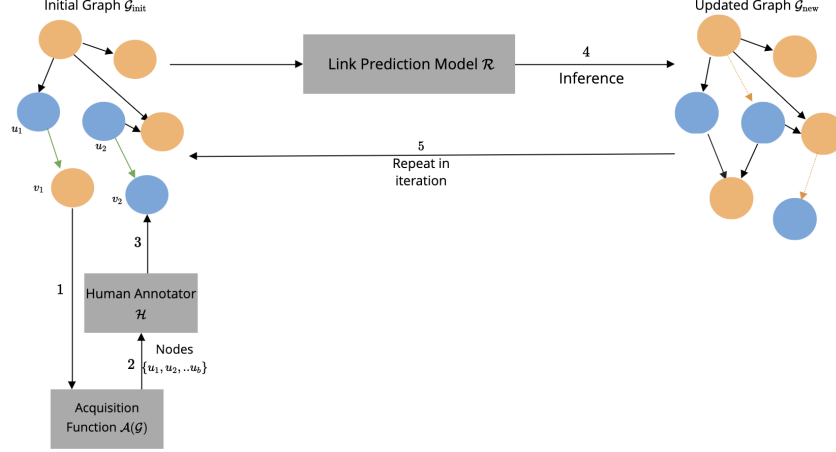 Initial Graph 𝒢init
Updated Graph 𝒢new
Link Prediction Model ℛ
4
Inference
u1
u2
5
Repeat in
iteration
v1
v2
3
1
Human Annotator
ℋ
2
Nodes
{u1, u2, ..ub}
Acquisition
Function 𝒜(𝒢)